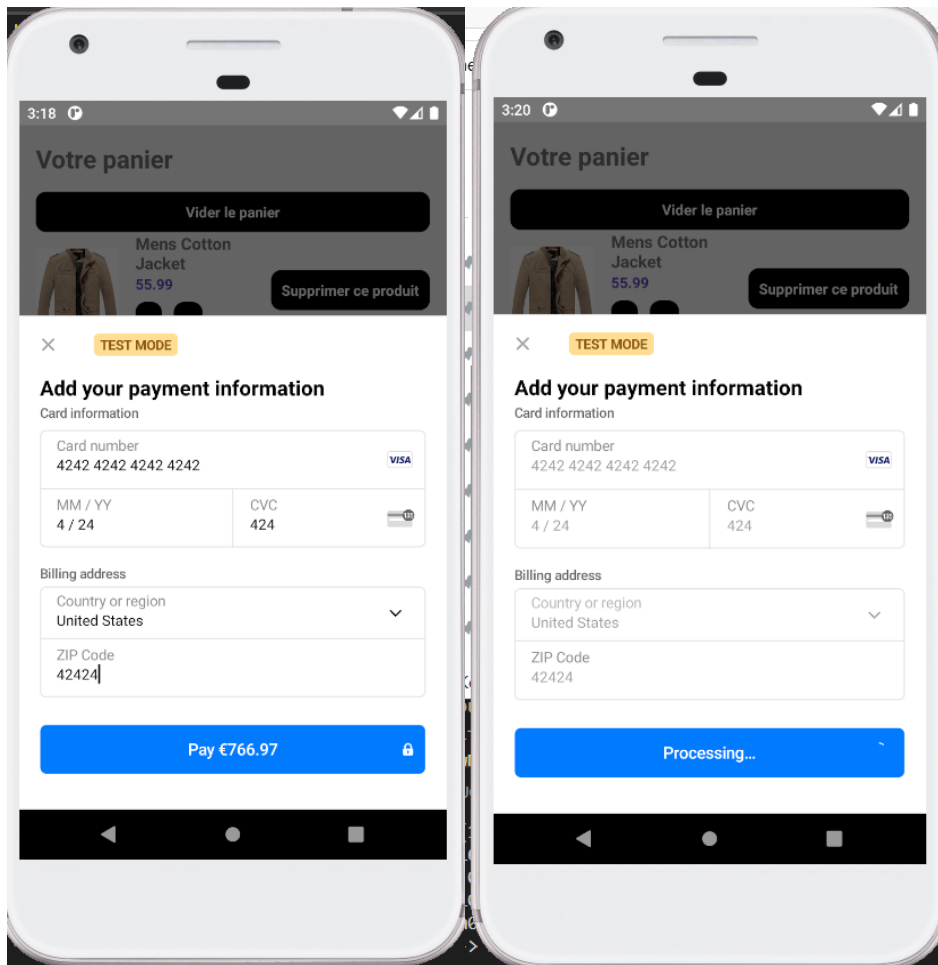 3:18
Votre panier
Vider le panier
Mens Cotton
Jacket
55.99
Supprimer ce produit
TEST MODE
Add your payment information
Card information
Card number
4242 4242 4242 4242
VISA
MM / YY
4 / 24
CVC
424
135
Billing address
Country or region
United States
ZIP Code
42424
Pay €766.97
3:20
Votre panier
Vider le panier
Mens Cotton
Jacket
55.99
Supprimer ce produit
TEST MODE
Add your payment information
Card information
Card number
4242 4242 4242 4242
VISA
MM / YY
4 / 24
CVC
424
135
Billing address
Country or region
United States
ZIP Code
42424
Processing...